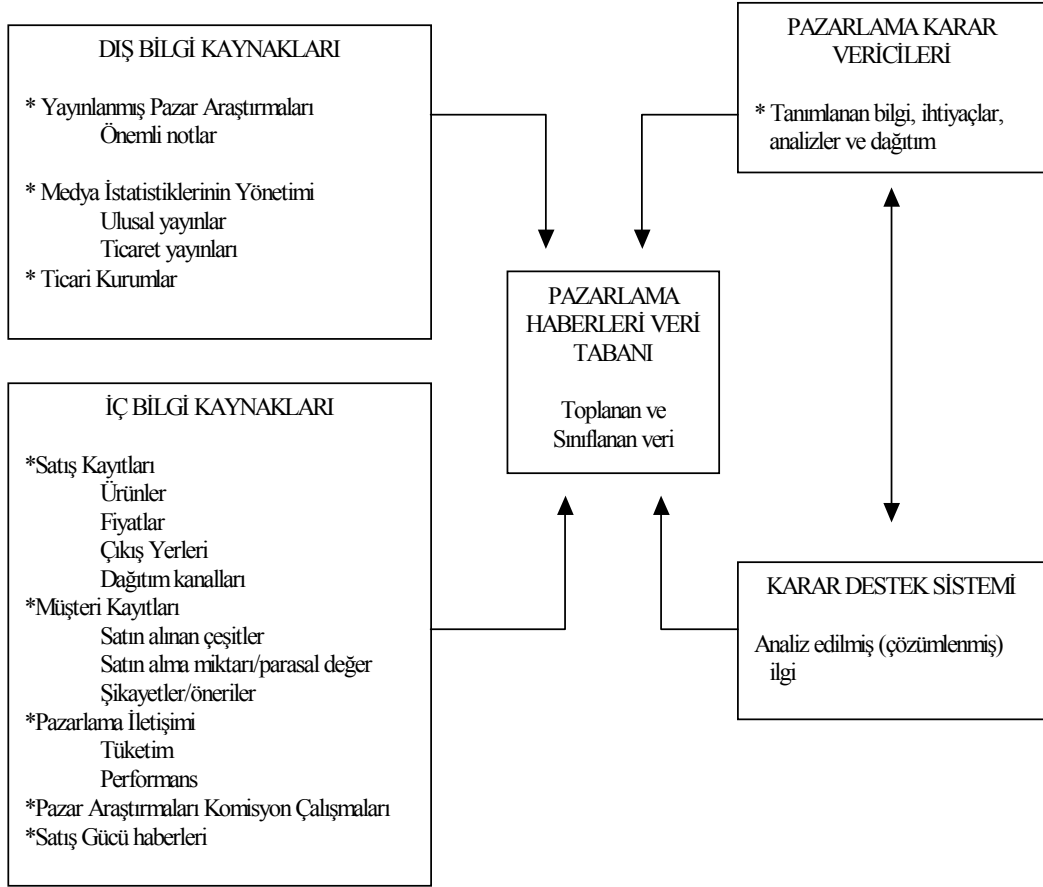 DIŞ BİLGİ KAYNAKLARI
* Yayınlanmış Pazar Araştırmaları
Önemli notlar
* Medya İstatistiklerinin Yönetimi
Ulusal yayınlar
Ticaret yayınları
* Ticari Kurumlar
PAZARLAMA KARAR
VERİCİLERİ
* Tanımlanan bilgi, ihtiyaçlar,
analizler ve dağıtım
PAZARLAMA
HABERLERİ VERİ
TABANI
Toplanan ve
Sınıflanan veri
İÇ BİLGİ KAYNAKLARI
*Satış Kayıtları
Ürünler
Fiyatlar
Çıkış Yerleri
Dağıtım kanalları
*Müşteri Kayıtları
Satın alınan çeşitler
Satın alma miktarı/parasal değer
Şikayetler/öneriler
*Pazarlama İletişimi
Tüketim
Performans
*Pazar Araştırmaları Komisyon Çalışmaları
*Satış Gücü haberleri
KARAR DESTEK SİSTEMİ
Analiz edilmiş (çözümlenmiş)
ilgi